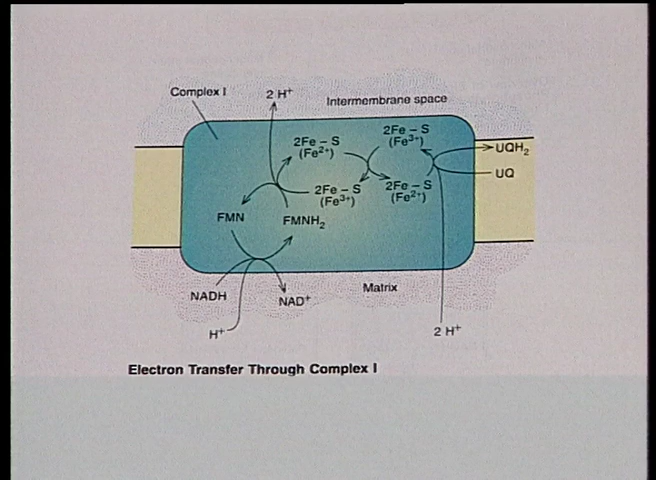 Complex I
2 H⁺
Intermembrane space
2Fe – S
(Fe²⁺)
2Fe – S
(Fe³⁺)
UQH₂
UQ
2Fe – S
(Fe³⁺)
2Fe – S
(Fe²⁺)
FMN
FMNH₂
NADH
NAD⁺
Matrix
H⁺
2 H⁺
Electron Transfer Through Complex I